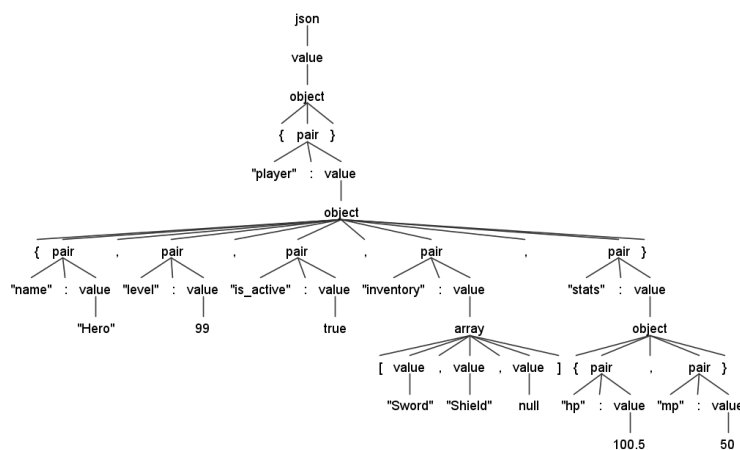 json
value
object
{ pair }
"player" : value
object
{ pair , pair , pair , pair , pair }
"name" : value "level" : value "is_active" : value "inventory" : value "stats" : value
"Hero" 99 true array object
[ value , value , value ] { pair , pair }
"Sword" "Shield" null "hp" : value "mp" : value
100.5 50